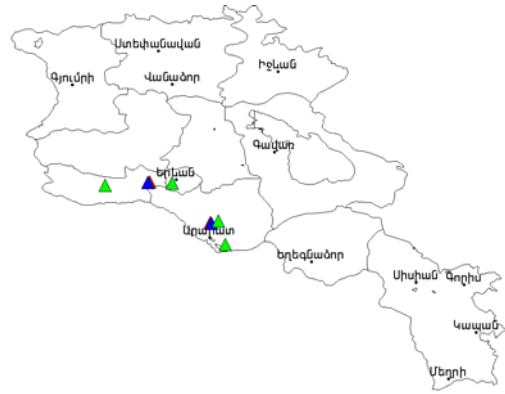 Ստեփանավան
Իջևան
Գյումրի
Վանաձոր
Գավառ
Երևան
Արարատ
Եղեգնաձոր
Սիսիան
Գորիս
Կապան
Մեղրի